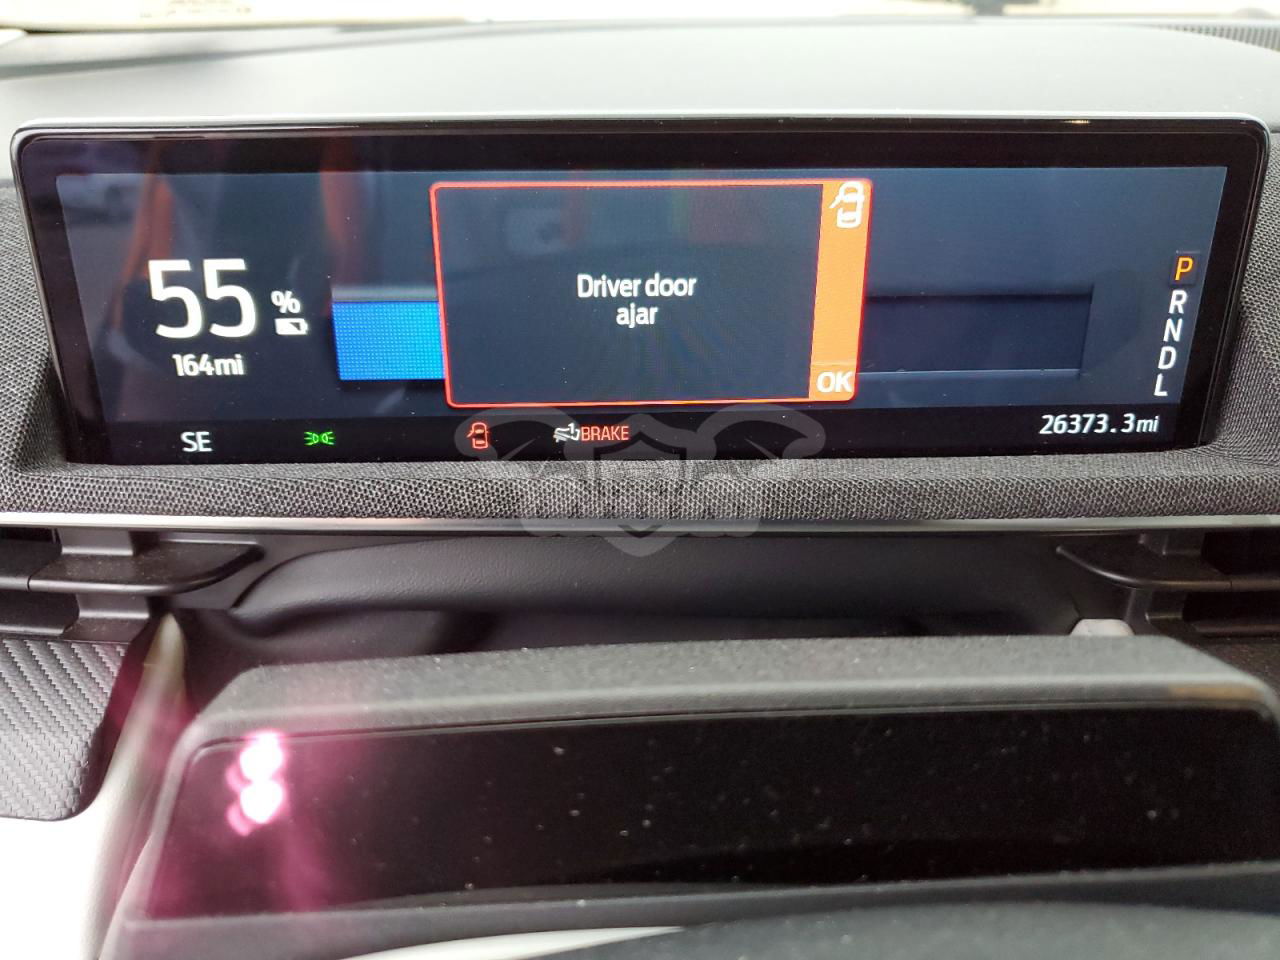 55 %
164mi
Driver door
ajar
OK
P
R
N
D
L
SE
BRAKE
26373.3mi